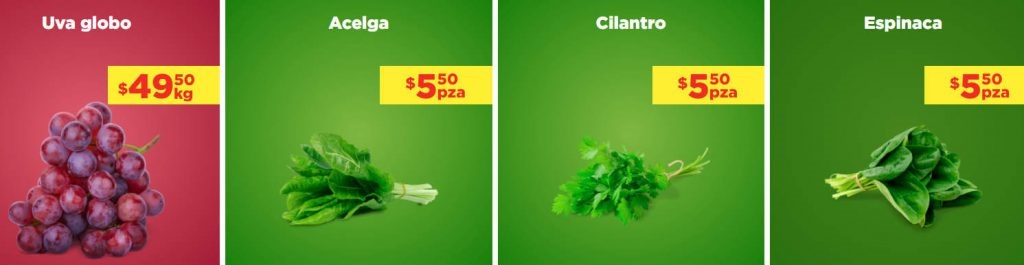 Uva globo
$49 50 kg
Acelga
$5 50 pza
Cilantro
$5 50 pza
Espinaca
$5 50 pza